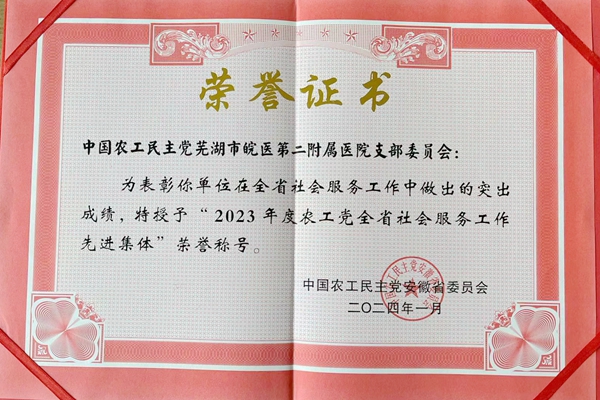 荣誉证书
中国农工民主党芜湖市皖医第二附属医院支部委员会：
为表彰你单位在全省社会服务工作中做出的突出
成绩，特授予“2023年度农工党全省社会服务工作
先进集体”荣誉称号。
中国农工民主党安徽省委员会
二〇二四年一月